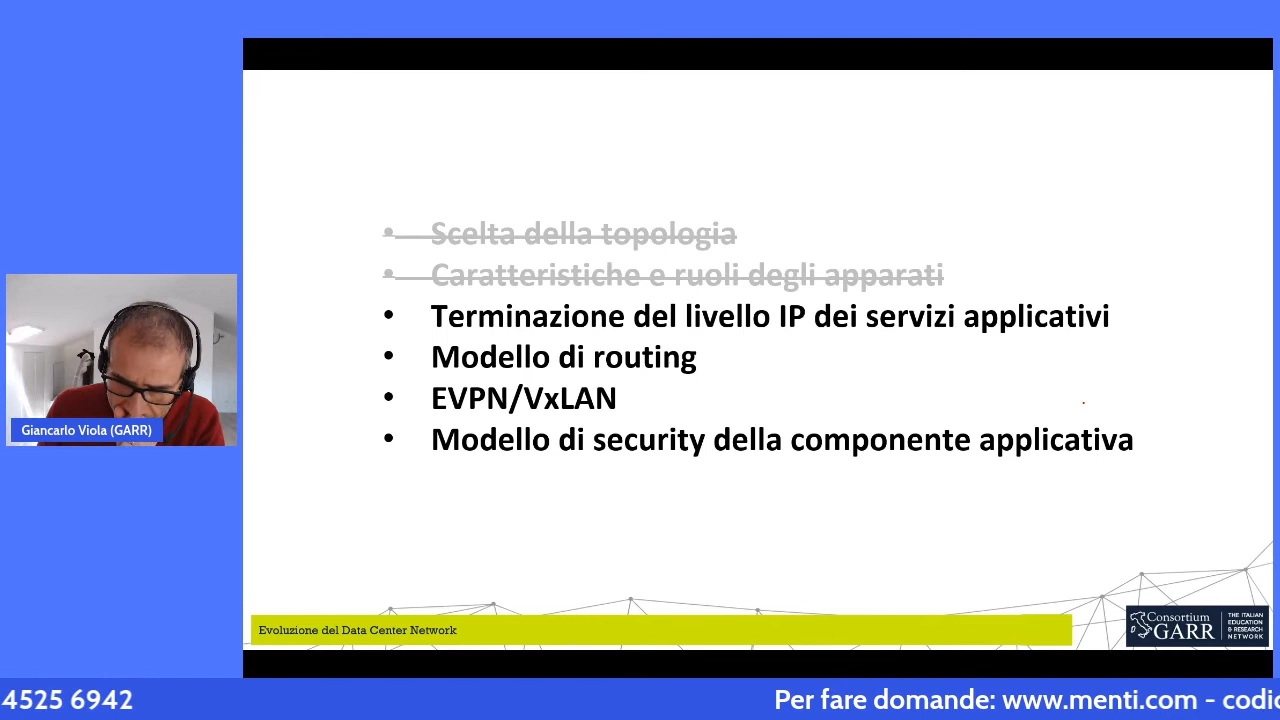 • Scelta della topologia
• Caratteristiche e ruoli degli apparati
• Terminazione del livello IP dei servizi applicativi
• Modello di routing
• EVPN/VxLAN
• Modello di security della componente applicativa
Giancarlo Viola (GARR)
Evoluzione del Data Center Network
Consortium
GARR
THE ITALIAN
EDUCATION
& RESEARCH
NETWORK
4525 6942
Per fare domande: www.menti.com - codic